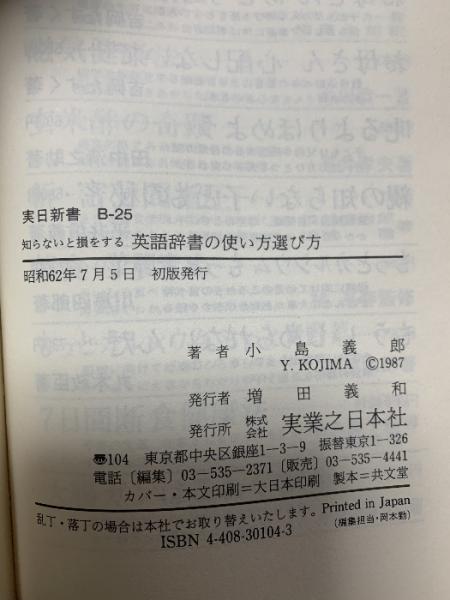 実日新書 B-25
知らないと損をする 英語辞書の使い方選び方
昭和62年7月5日 初版発行
著者 小島義郎
Y. KOJIMA ©1987
発行者 増田義和
発行所 株式会社 実業之日本社
〠104 東京都中央区銀座1-3-9 振替東京1-326
電話〔編集〕03-535-2371〔販売〕03-535-4441
カバー・本文印刷=大日本印刷 製本=共文堂
乱丁・落丁の場合は本社でお取り替えいたします。Printed in Japan
ISBN 4-408-30104-3 (編集担当・岡本勤)